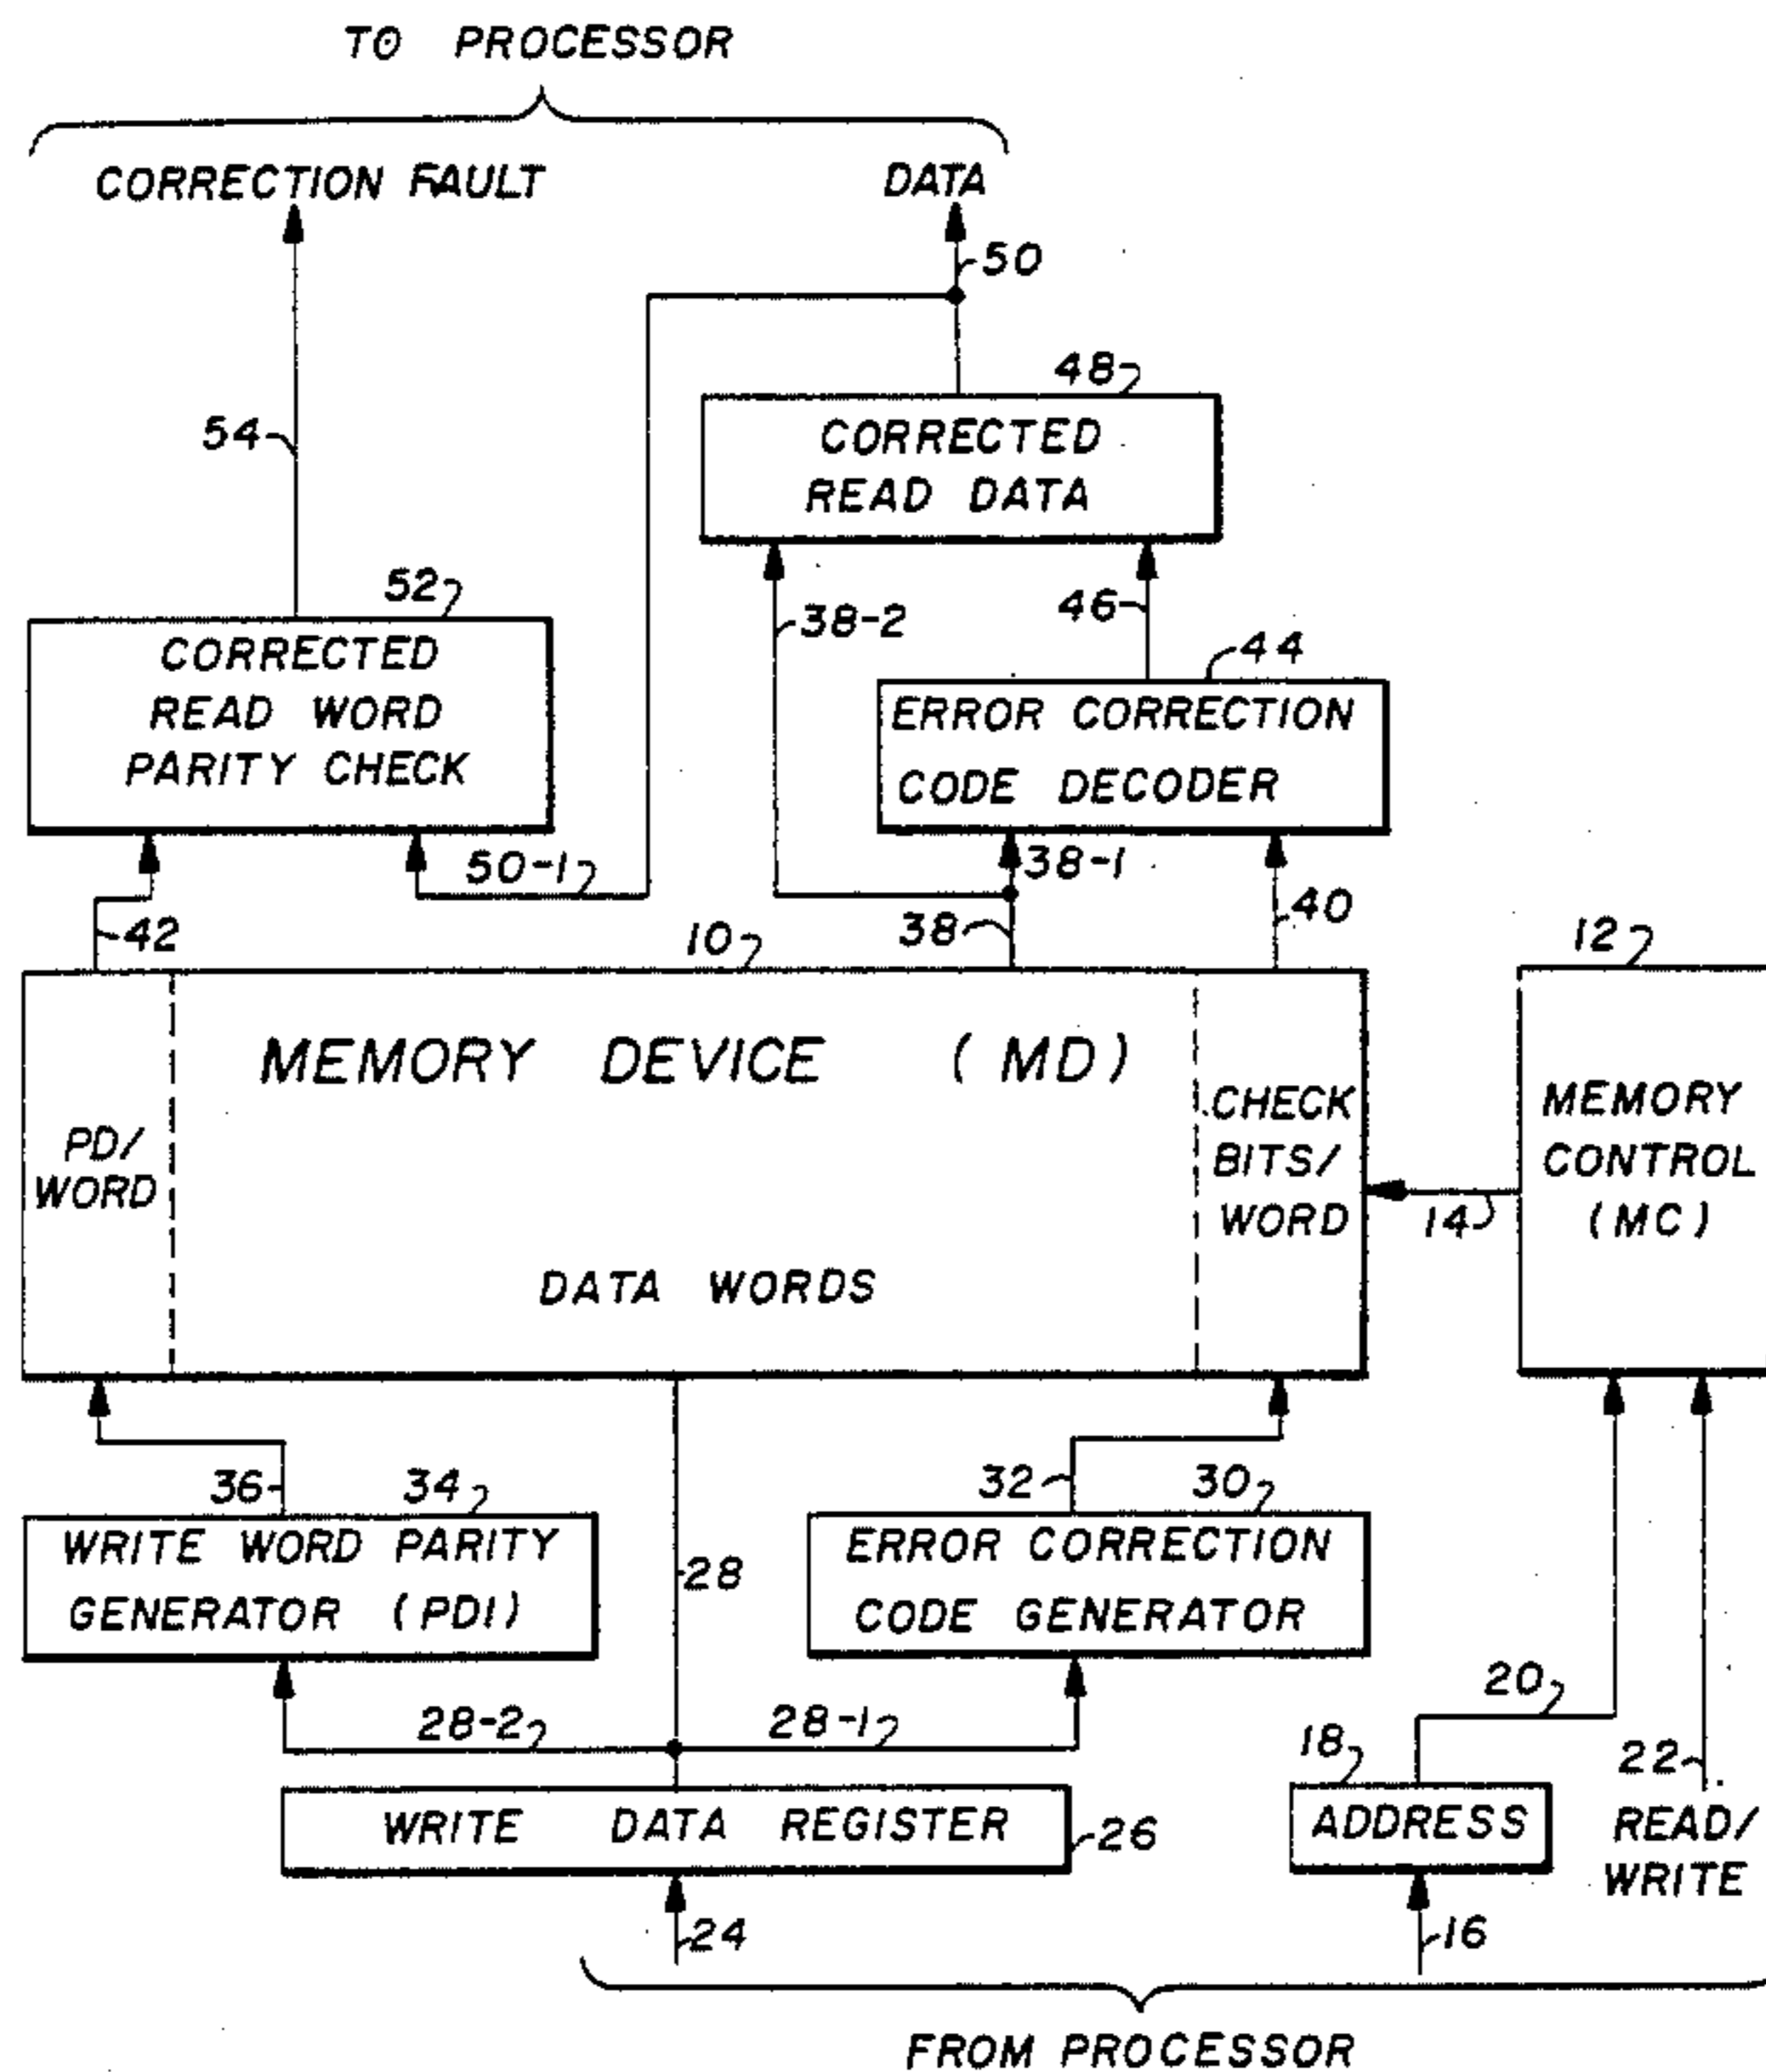 TO PROCESSOR
CORRECTION FAULT
DATA
50
48
CORRECTED
READ DATA
54
52
38-2
46
44
CORRECTED
READ WORD
PARITY CHECK
ERROR CORRECTION
CODE DECODER
50-1
38-1
42
10
38
40
12
MEMORY DEVICE (MD)
PD/
WORD
CHECK
BITS/
WORD
MEMORY
CONTROL
(MC)
14
DATA WORDS
36
34
32
30
WRITE WORD PARITY
GENERATOR (PDI)
28
ERROR CORRECTION
CODE GENERATOR
28-2
28-1
20
18
22
WRITE DATA REGISTER
26
ADDRESS
READ/
WRITE
24
16
FROM PROCESSOR